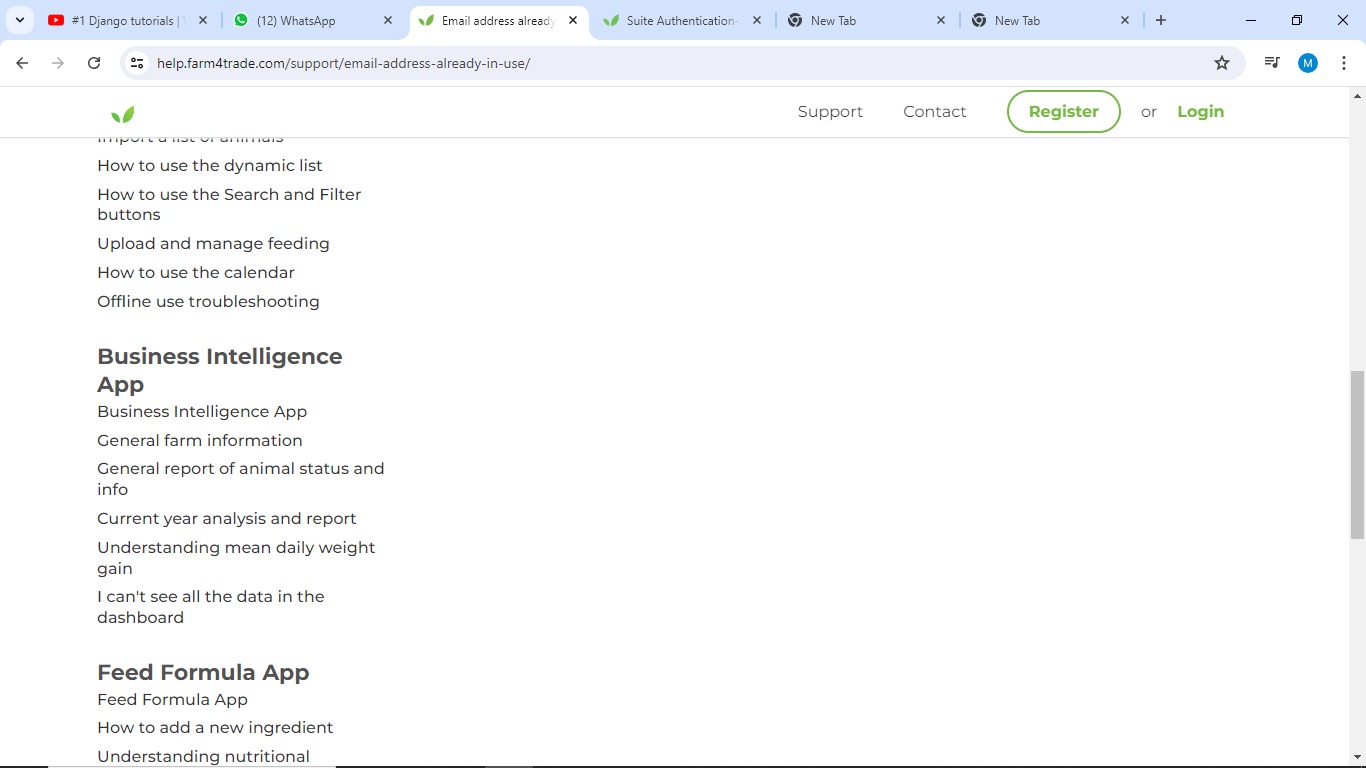 #1 Django tutorials |
(12) WhatsApp
Email address already
Suite Authentication-
New Tab
New Tab
help.farm4trade.com/support/email-address-already-in-use/
M
Support
Contact
Register
or
Login
Import a list of animals
How to use the dynamic list
How to use the Search and Filter
buttons
Upload and manage feeding
How to use the calendar
Offline use troubleshooting
Business Intelligence
App
Business Intelligence App
General farm information
General report of animal status and
info
Current year analysis and report
Understanding mean daily weight
gain
I can't see all the data in the
dashboard
Feed Formula App
Feed Formula App
How to add a new ingredient
Understanding nutritional